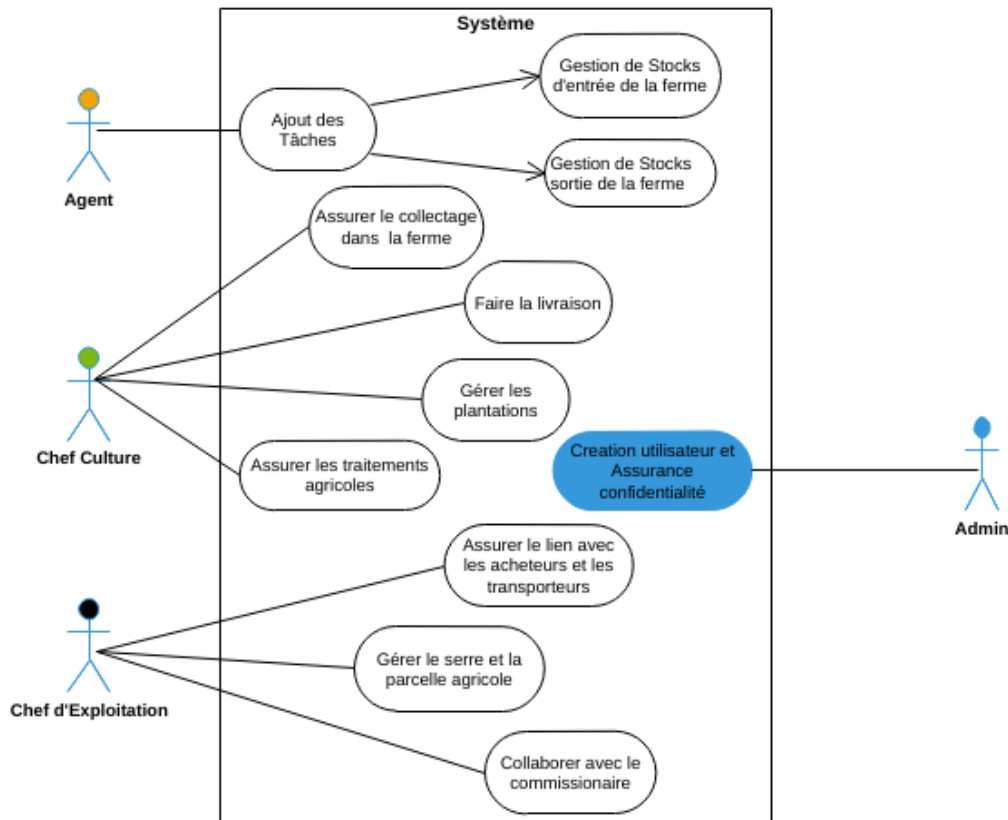 Système
Gestion de Stocks
d'entrée de la ferme
Ajout des
Tâches
Gestion de Stocks
sortie de la ferme
Agent
Assurer le collectage
dans la ferme
Faire la livraison
Gérer les
plantations
Chef Culture
Assurer les traitements
agricoles
Creation utilisateur et
Assurance
confidentialité
Admin
Assurer le lien avec
les acheteurs et les
transporteurs
Gérer le serre et la
parcelle agricole
Chef d'Exploitation
Collaborer avec le
commissionaire